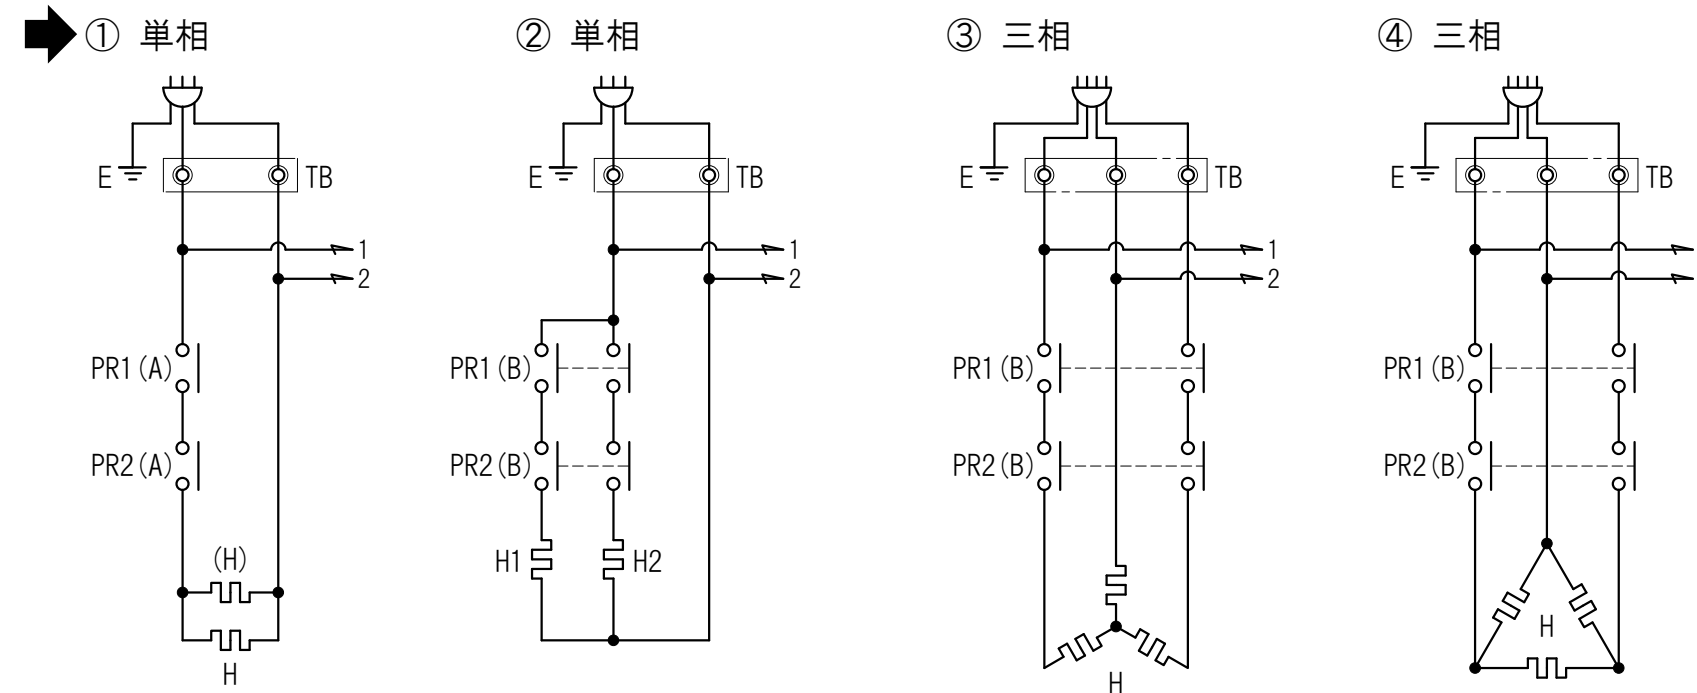 ① 単相
② 単相
③ 三相
④ 三相
E
TB
E
TB
E
TB
E
TB
1
2
1
2
1
2
PR1(A)
PR1(B)
PR1(B)
PR1(B)
PR2(A)
PR2(B)
PR2(B)
PR2(B)
(H)
H
H1
H2
H
H